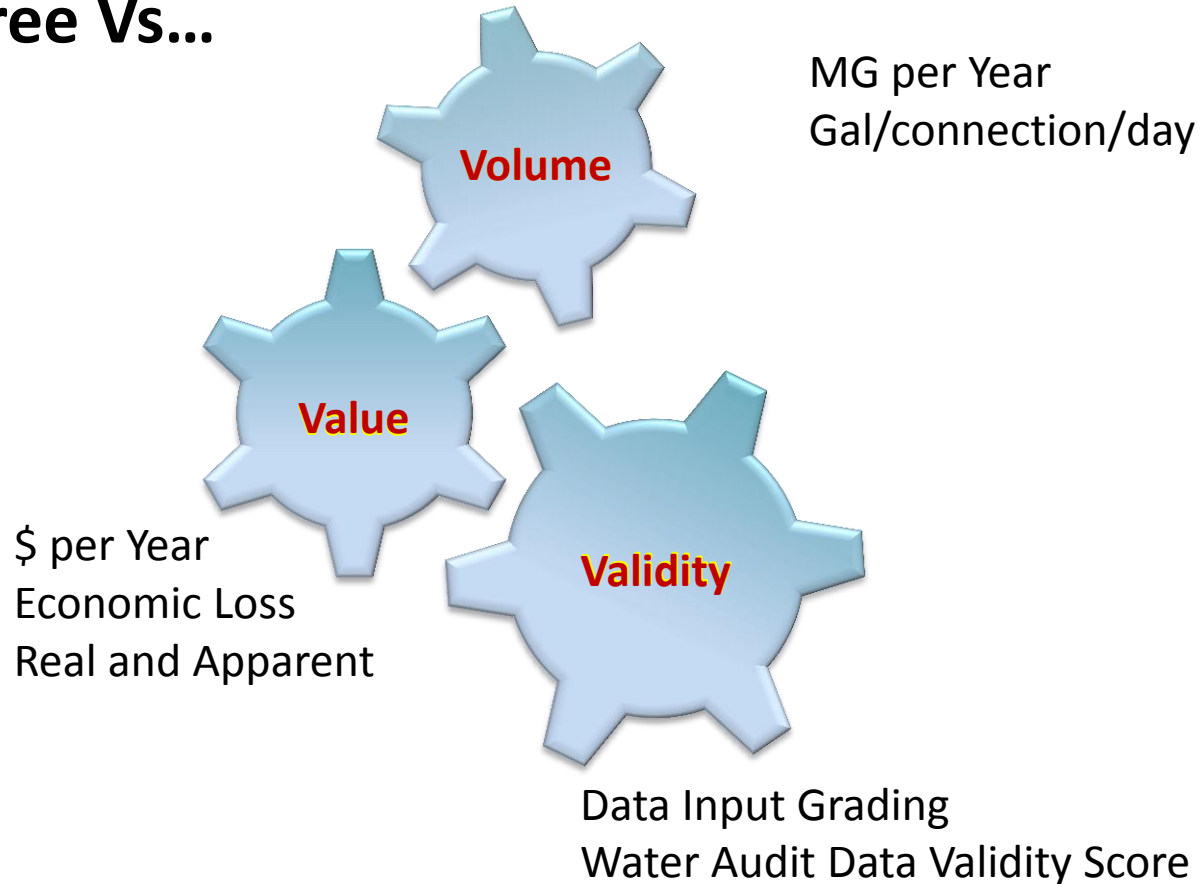 ree Vs…
MG per Year
Gal/connection/day
Volume
Value
$ per Year
Economic Loss
Real and Apparent
Validity
Data Input Grading
Water Audit Data Validity Score